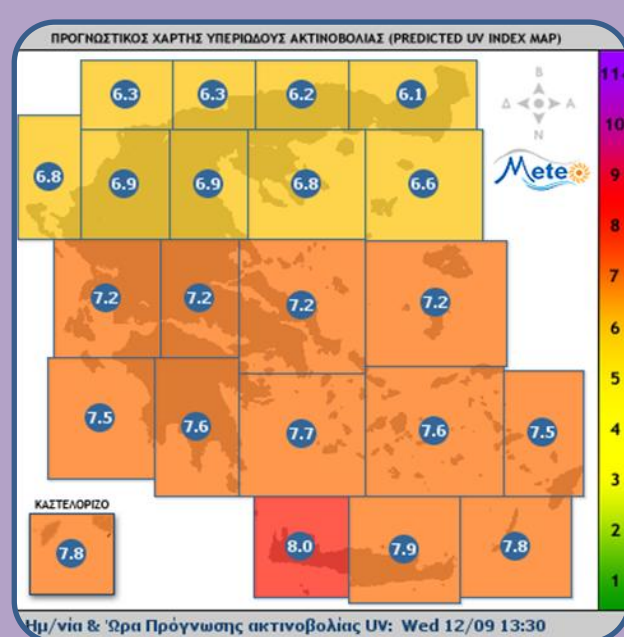 ΠΡΟΓΝΩΣΤΙΚΟΣ ΧΑΡΤΗΣ ΥΠΕΡΙΩΔΟΥΣ ΑΚΤΙΝΟΒΟΛΙΑΣ (PREDICTED UV INDEX MAP)
6.3 6.3 6.2 6.1
Β
Δ Α
Ν
Meteo
6.8 6.9 6.9 6.8 6.6
7.2 7.2 7.2 7.2
7.5 7.6 7.7 7.6 7.5
ΚΑΣΤΕΛΟΡΙΖΟ
7.8 8.0 7.9 7.8
10
9
8
7
6
5
4
3
2
1
Ημ/νία & Ώρα Πρόγνωσης ακτινοβολίας UV: Wed 12/09 13:30